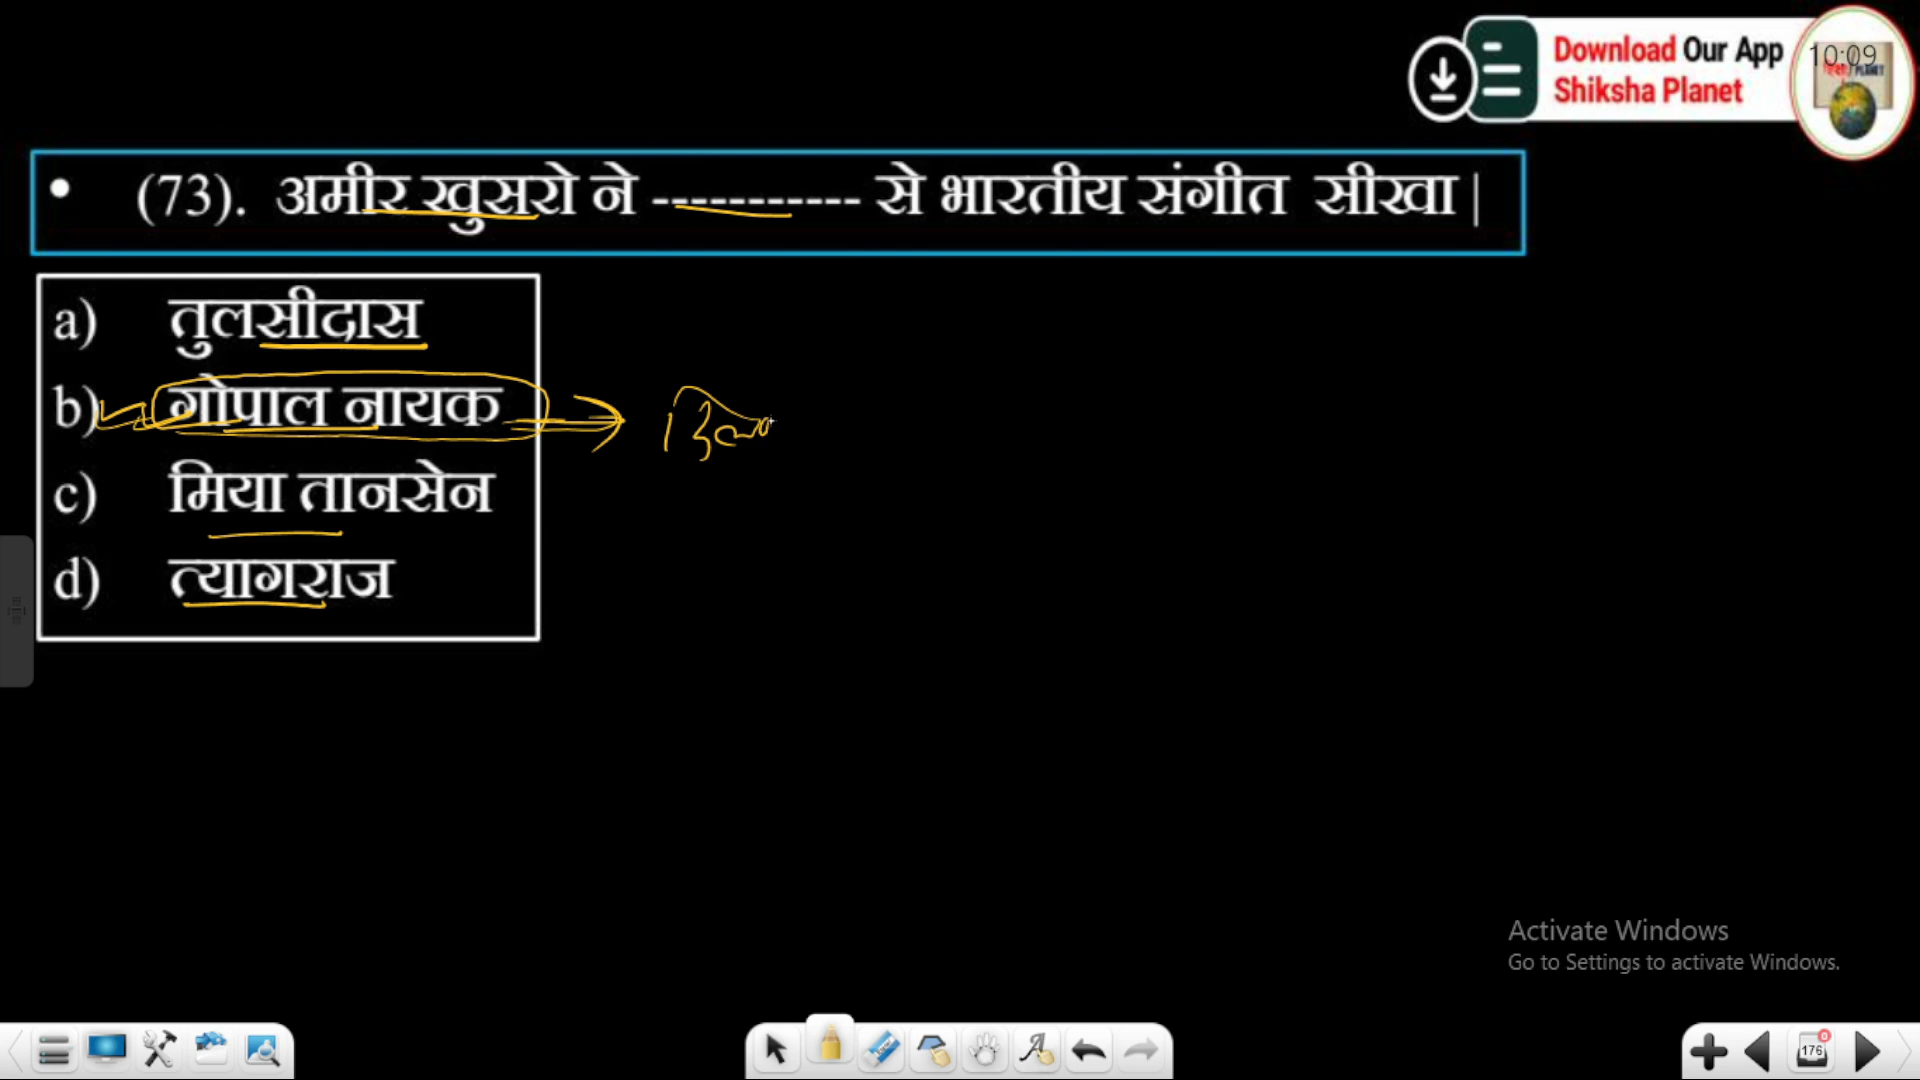 Download Our App
Shiksha Planet
10:09
• (73). अमीर खुसरो ने ----------- से भारतीय संगीत सीखा |
a) तुलसीदास
b) गोपाल नायक
c) मिया तानसेन
d) त्यागराज
Activate Windows
Go to Settings to activate Windows.
176